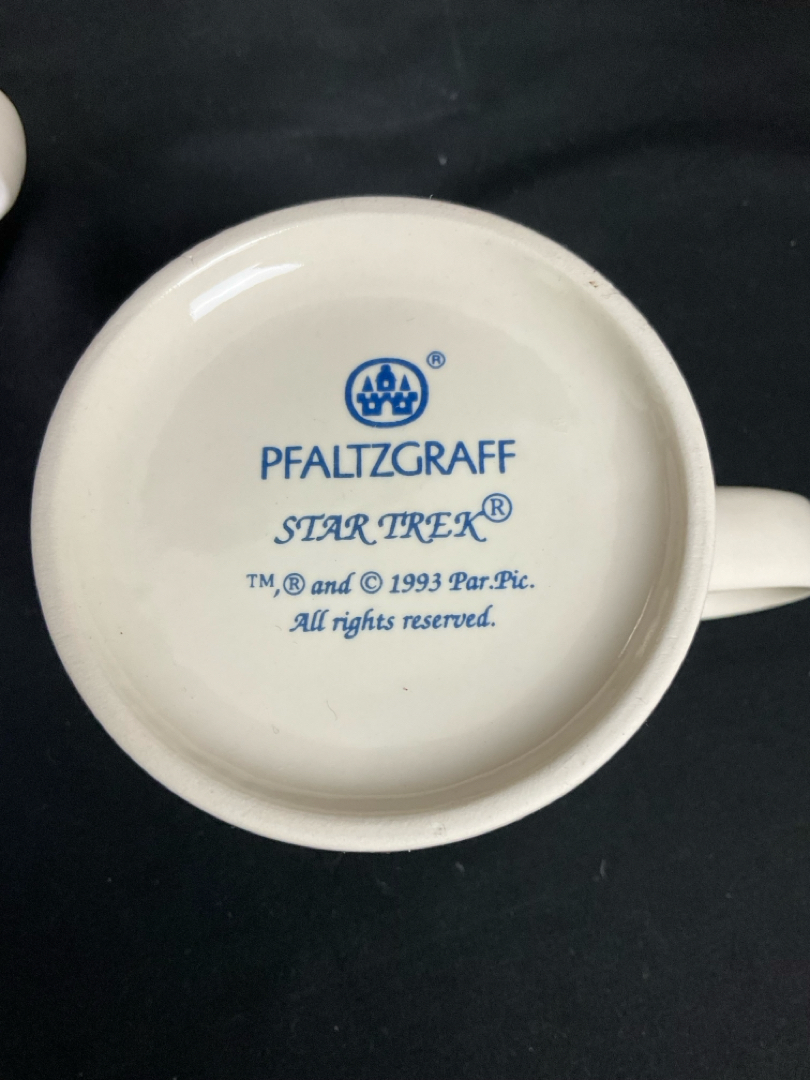 ®
PFALTZGRAFF
STAR TREK®
™,® and © 1993 Par.Pic.
All rights reserved.